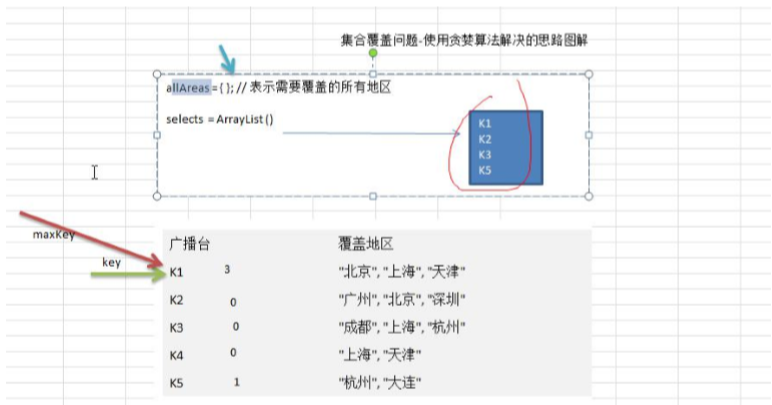 集合覆盖问题-使用贪婪算法解决的思路图解
allAreas={ }; // 表示需要覆盖的所有地区
selects = ArrayList ()
K1
K2
K3
K5
maxKey
key
广播台 覆盖地区
K1 3 "北京", "上海", "天津"
K2 0 "广州", "北京", "深圳"
K3 0 "成都", "上海", "杭州"
K4 0 "上海", "天津"
K5 1 "杭州", "大连"